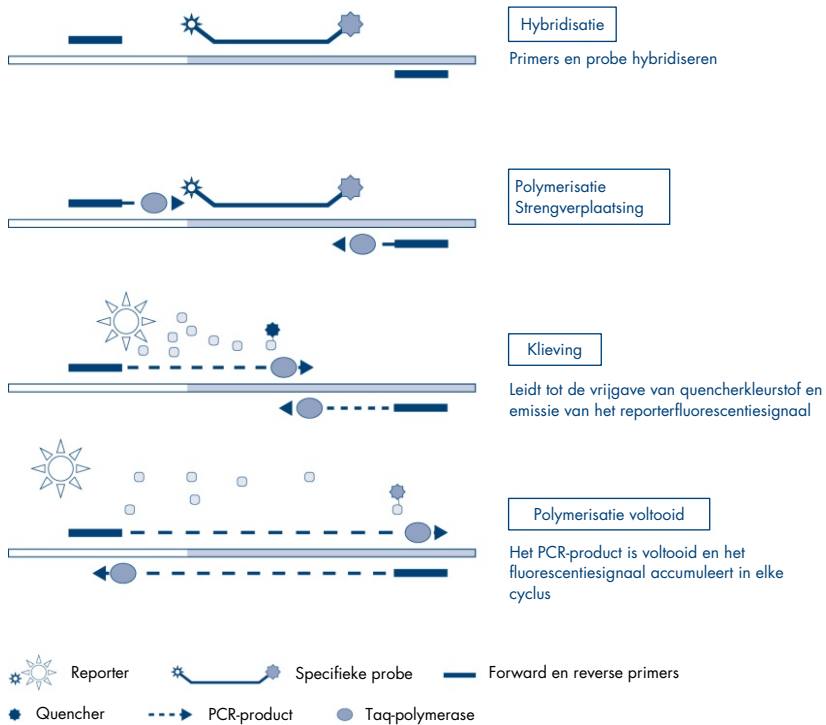 Hybridisatie
Primers en probe hybridiseren
Polymerisatie
Strengverplaatsing
Klieving
Leidt tot de vrijgave van quencherkleurstof en
emissie van het reporterfluorescentiesignaal
Polymerisatie voltooid
Het PCR-product is voltooid en het
fluorescentiesignaal accumuleert in elke
cyclus
Reporter Specifieke probe Forward en reverse primers
Quencher PCR-product Taq-polymerase